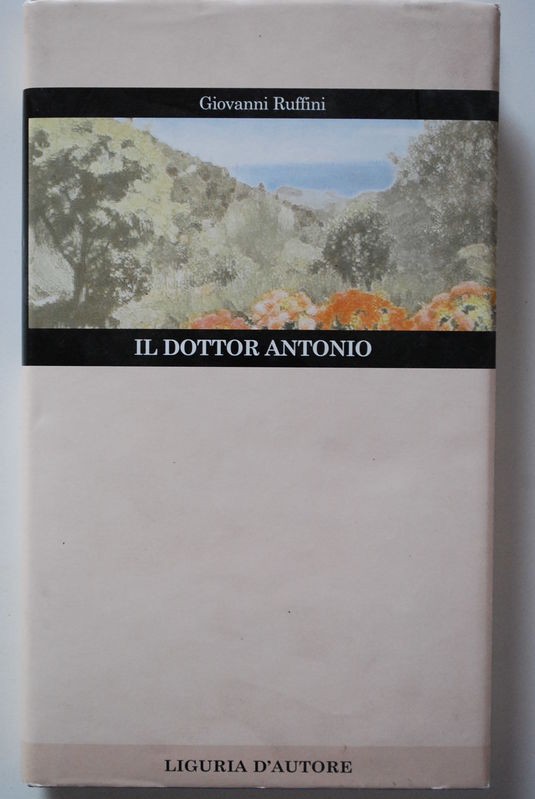 Giovanni Ruffini
IL DOTTOR ANTONIO
LIGURIA D'AUTORE